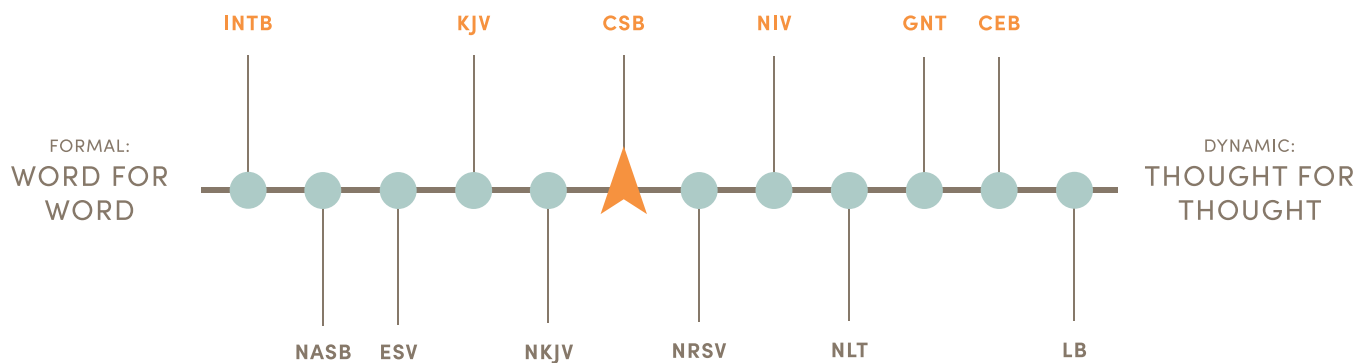 INTB KJV CSB NIV GNT CEB
FORMAL:
WORD FOR
WORD
DYNAMIC:
THOUGHT FOR
THOUGHT
NASB ESV NKJV NRSV NLT LB